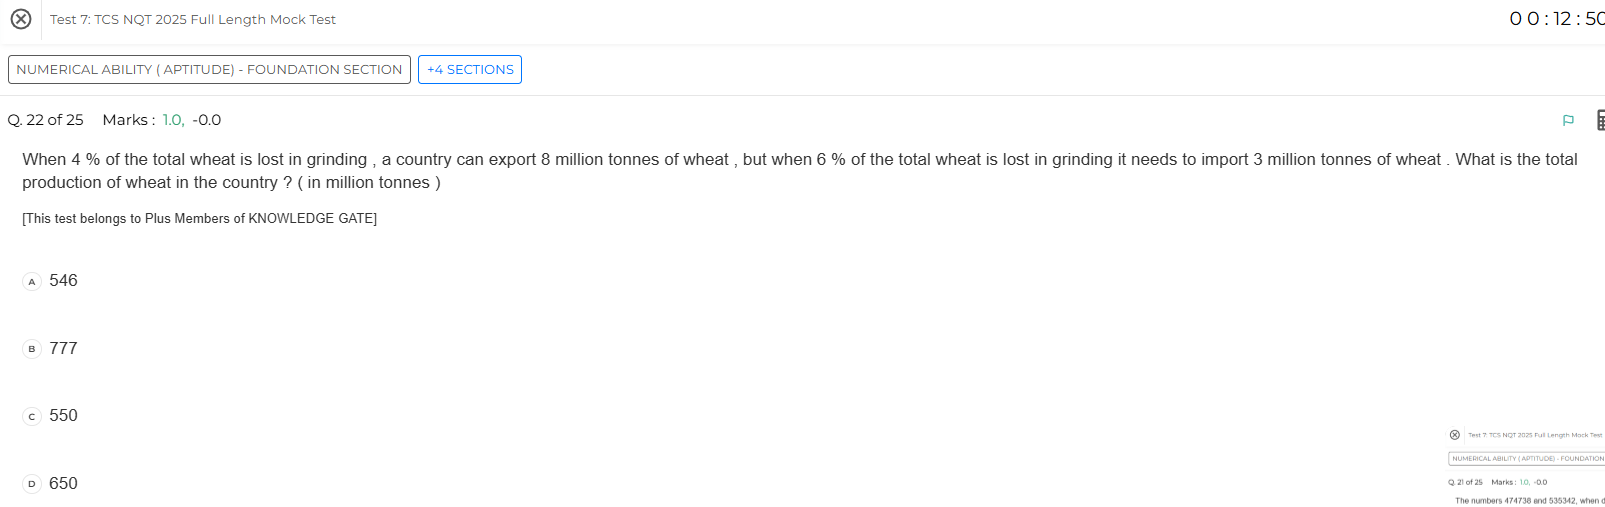 Test 7: TCS NQT 2025 Full Length Mock Test
0 0 : 12 : 50
NUMERICAL ABILITY ( APTITUDE) - FOUNDATION SECTION
+4 SECTIONS
Q. 22 of 25 Marks : 1.0, -0.0
When 4 % of the total wheat is lost in grinding , a country can export 8 million tonnes of wheat , but when 6 % of the total wheat is lost in grinding it needs to import 3 million tonnes of wheat . What is the total
production of wheat in the country ? ( in million tonnes )
[This test belongs to Plus Members of KNOWLEDGE GATE]
A 546
B 777
C 550
D 650
Test 7: TCS NQT 2025 Full Length Mock Test
NUMERICAL ABILITY ( APTITUDE) - FOUNDATION
Q. 21 of 25 Marks : 1.0, -0.0
The numbers 474738 and 535342, when